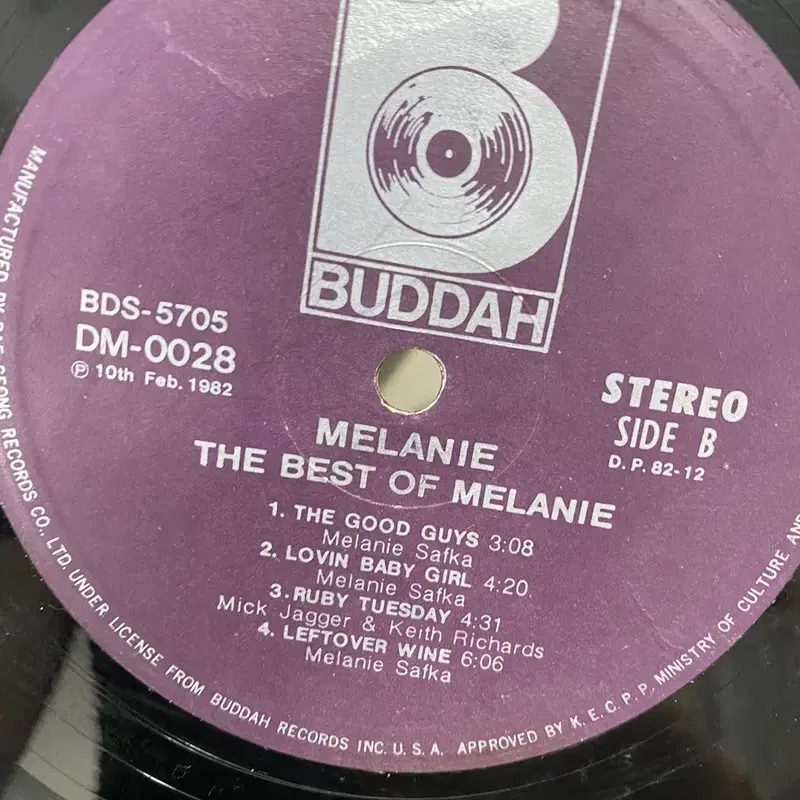 BUDDAH
BDS-5705
DM-0028
Ⓟ 10th Feb. 1982
STEREO
SIDE B
D.P. 82-12
MELANIE
THE BEST OF MELANIE
1. THE GOOD GUYS 3:08
Melanie Safka
2. LOVIN BABY GIRL 4:20
Melanie Safka
3. RUBY TUESDAY 4:31
Mick Jagger & Keith Richards
4. LEFTOVER WINE 6:06
Melanie Safka
MANUFACTURED BY SEONG RECORDS CO., LTD. UNDER LICENSE FROM BUDDAH RECORDS INC. U.S.A. APPROVED BY K.E.C.P.P. MINISTRY OF CULTURE AND